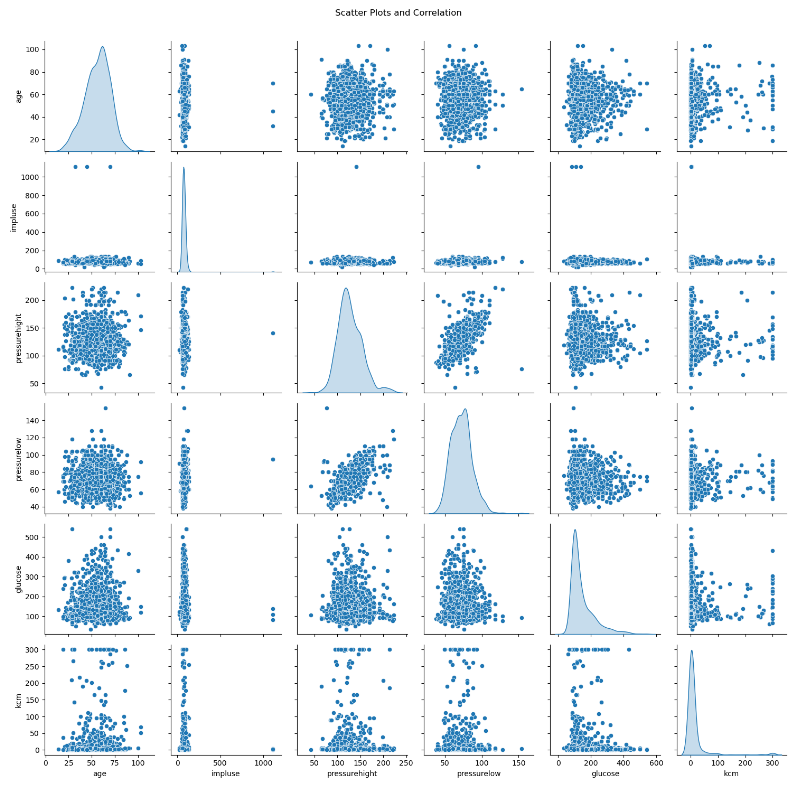 Scatter Plots and Correlation
100
80
60
40
20
age
1000
800
600
400
200
0
impluse
200
150
100
50
pressurehight
140
120
100
80
60
40
pressurelow
500
400
300
200
100
glucose
300
250
200
150
100
50
0
kcm
0 25 50 75 100
age
0 500 1000
impluse
50 100 150 200 250
pressurehight
50 100 150
pressurelow
0 200 400 600
glucose
0 100 200 300
kcm